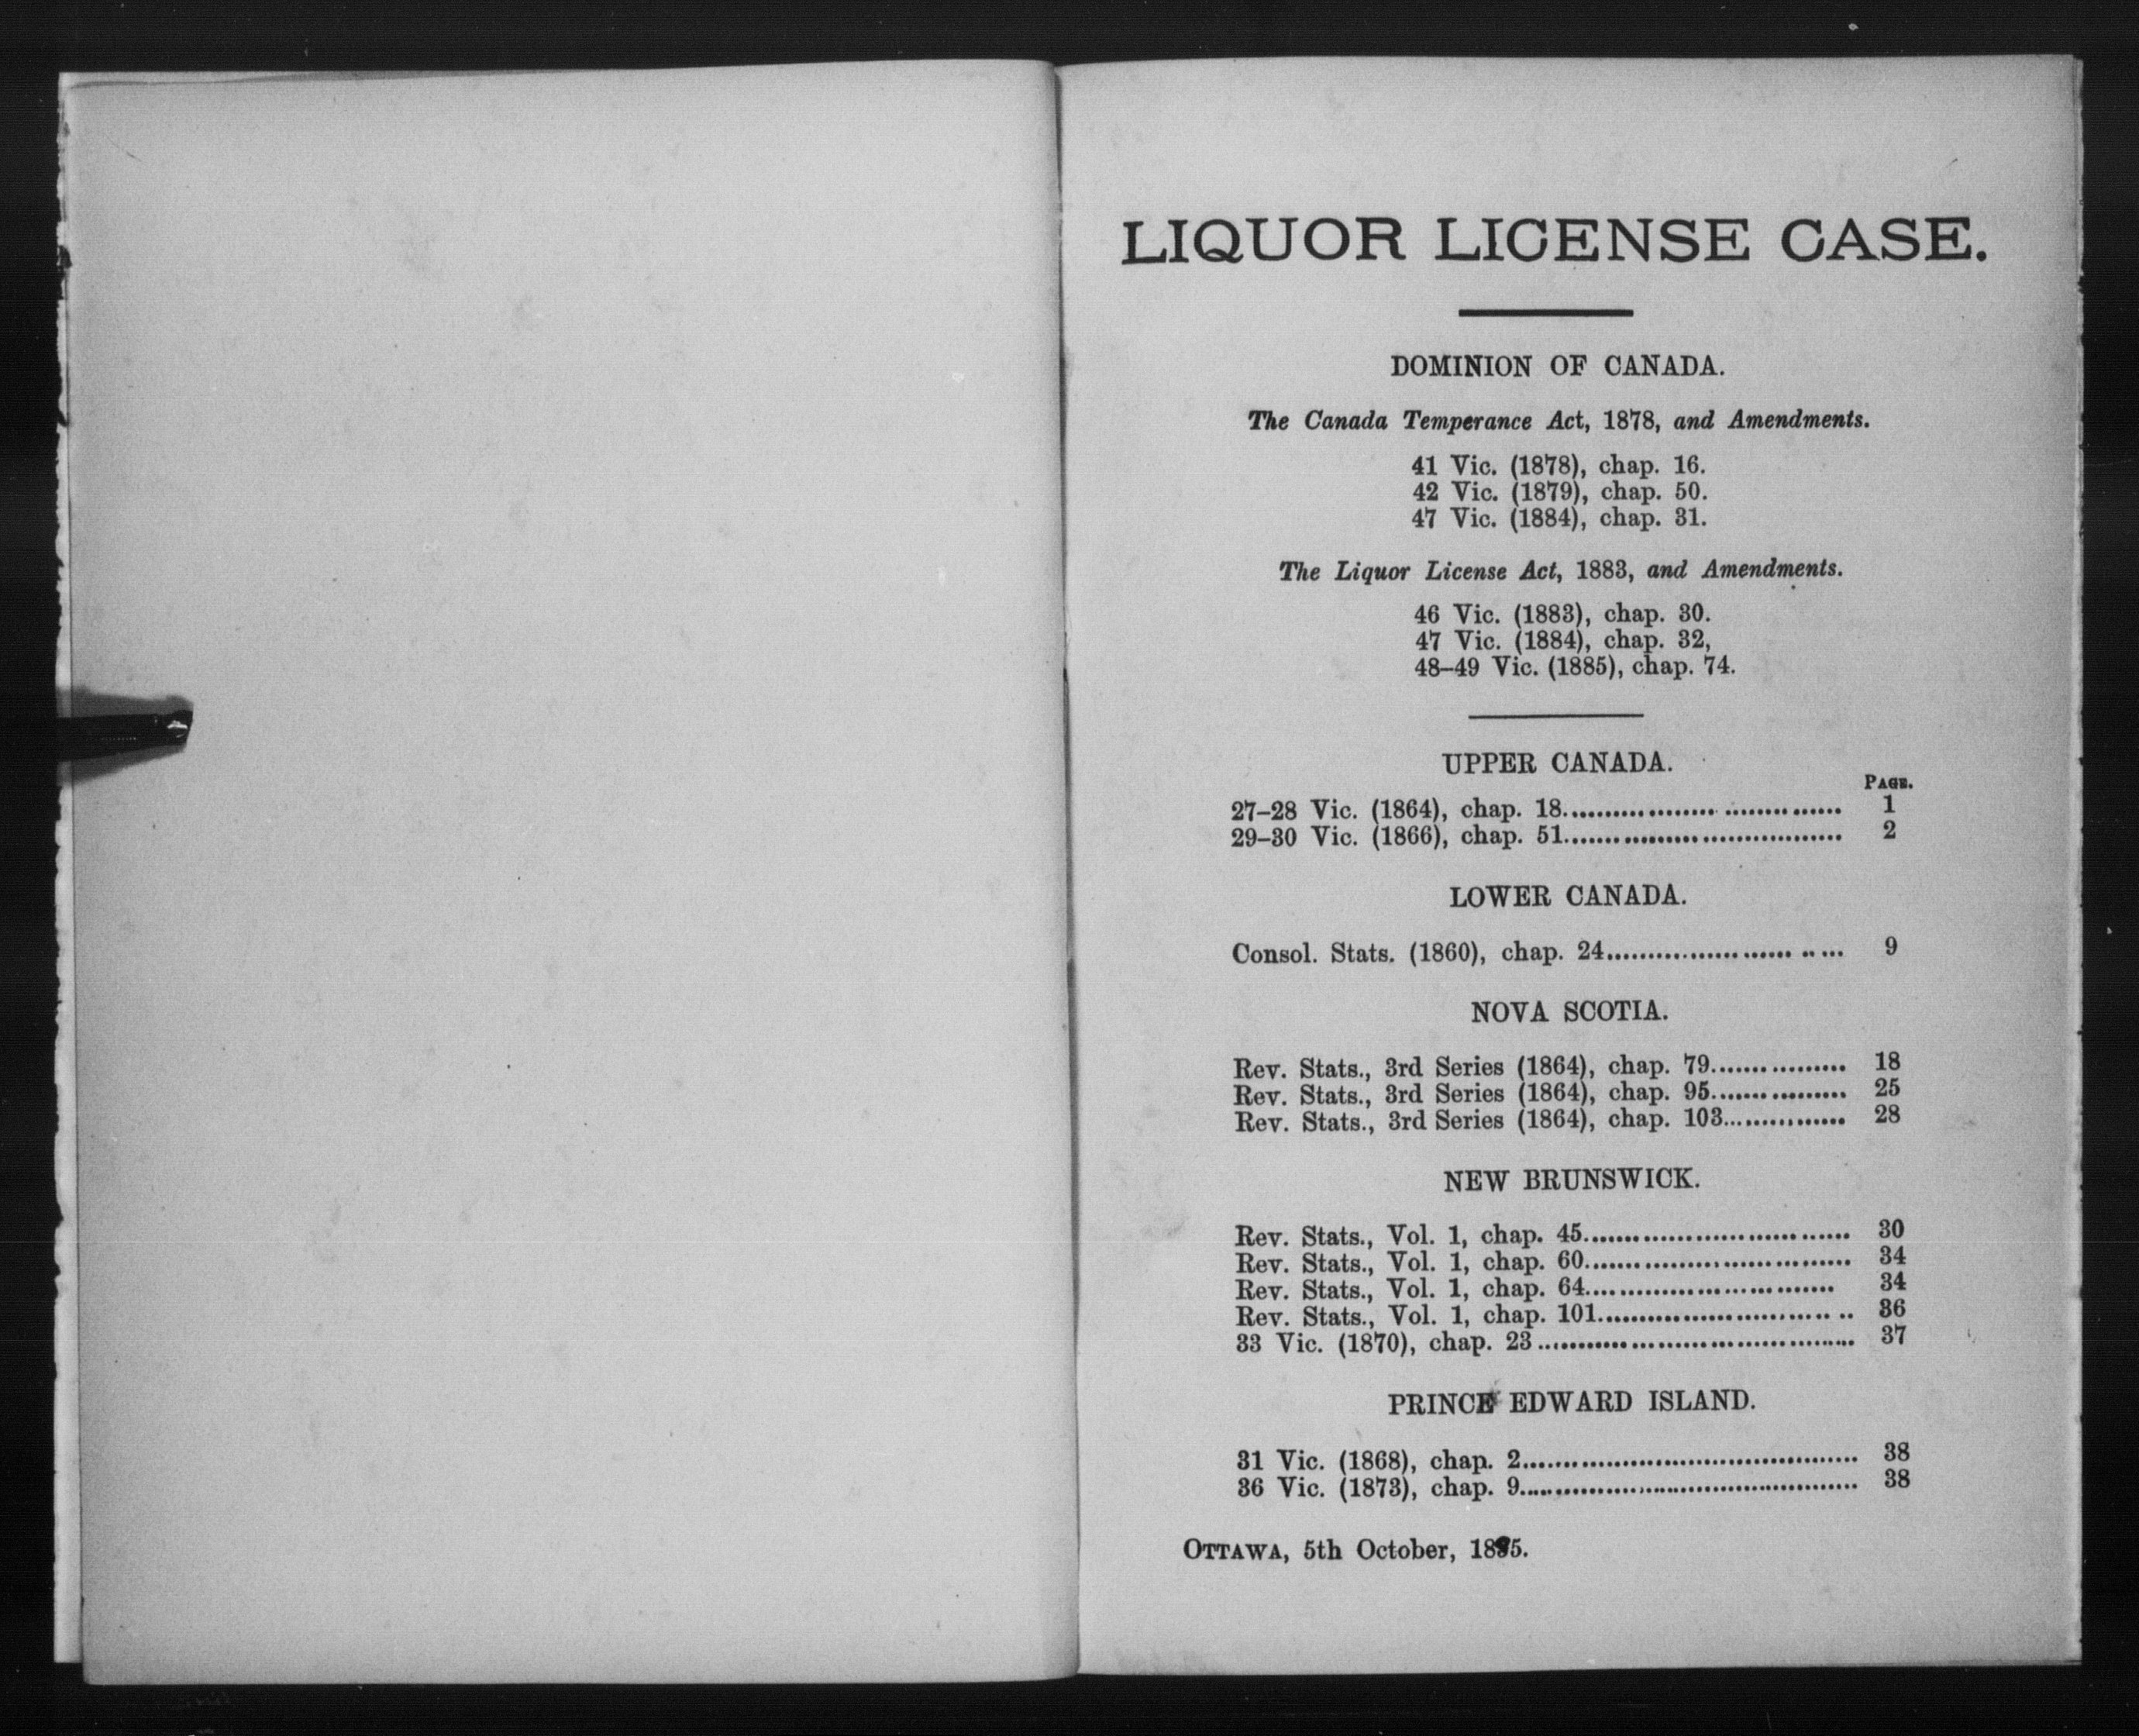 LIQUOR LICENSE CASE.
DOMINION OF CANADA.
The Canada Temperance Act, 1878, and Amendments.
41 Vic. (1878), chap. 16.
42 Vic. (1879), chap. 50.
47 Vic. (1884), chap. 31.
The Liquor License Act, 1883, and Amendments.
46 Vic. (1883), chap. 30.
47 Vic. (1884), chap. 32,
48–49 Vic. (1885), chap. 74.
UPPER CANADA.
PAGE.
27–28 Vic. (1864), chap. 18.................................... 1
29–30 Vic. (1866), chap. 51.................................... 2
LOWER CANADA.
Consol. Stats. (1860), chap. 24............................ 9
NOVA SCOTIA.
Rev. Stats., 3rd Series (1864), chap. 79................ 18
Rev. Stats., 3rd Series (1864), chap. 95................ 25
Rev. Stats., 3rd Series (1864), chap. 103.............. 28
NEW BRUNSWICK.
Rev. Stats., Vol. 1, chap. 45................................ 30
Rev. Stats., Vol. 1, chap. 60................................ 34
Rev. Stats., Vol. 1, chap. 64.............................. 34
Rev. Stats., Vol. 1, chap. 101.............................. 36
33 Vic. (1870), chap. 23...................................... 37
PRINCE EDWARD ISLAND.
31 Vic. (1868), chap. 2........................................ 38
36 Vic. (1873), chap. 9........................................ 38
OTTAWA, 5th October, 1885.